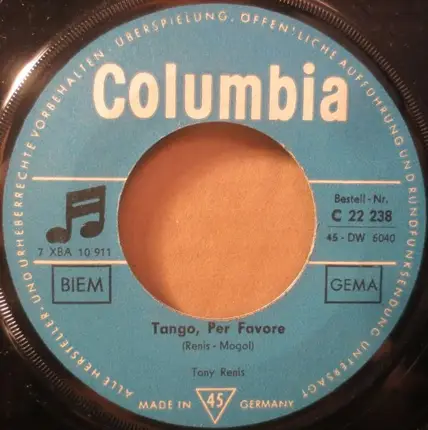 ALLE HERSTELLER- UND URHEBERRECHTE VORBEHALTEN · ÜBERSPIELUNG, ÖFFENTLICHE AUFFÜHRUNG UND RUNDFUNKSENDUNG UNTERSAGT
Columbia
7 XBA 10 911
Bestell-Nr.
C 22 238
45-DW 6040
BIEM
GEMA
Tango, Per Favore
(Renis - Mogol)
Tony Renis
MADE IN 45 GERMANY